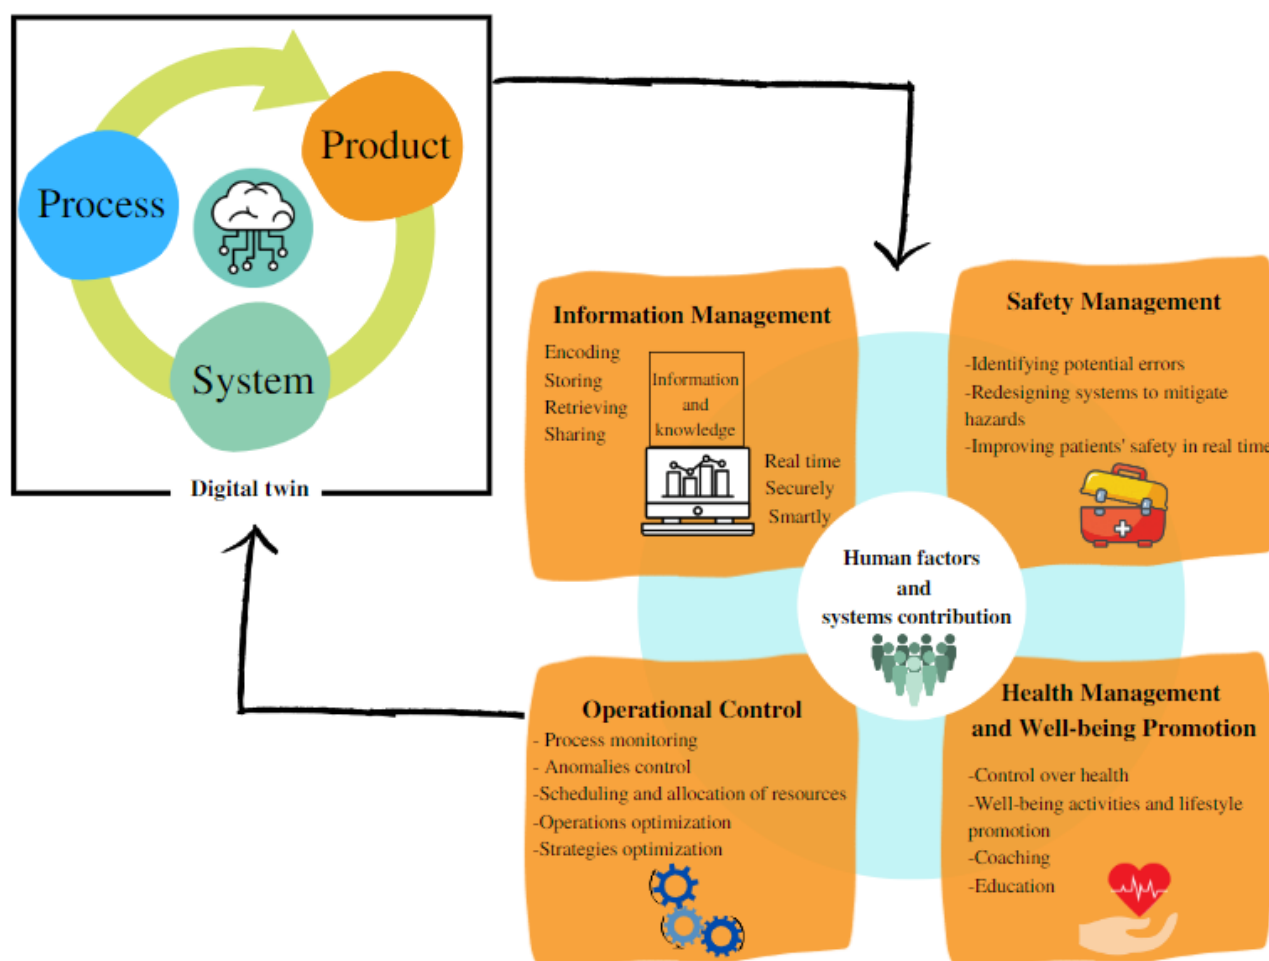 Product
Process
System
Digital twin
Information Management
Encoding
Storing
Retrieving
Sharing
Information
and
knowledge
Real time
Securely
Smartly
Safety Management
-Identifying potential errors
-Redesigning systems to mitigate
hazards
-Improving patients' safety in real time
Human factors
and
systems contribution
Operational Control
- Process monitoring
- Anomalies control
-Scheduling and allocation of resources
-Operations optimization
-Strategies optimization
Health Management
and Well-being Promotion
-Control over health
-Well-being activities and lifestyle
promotion
-Coaching
-Education